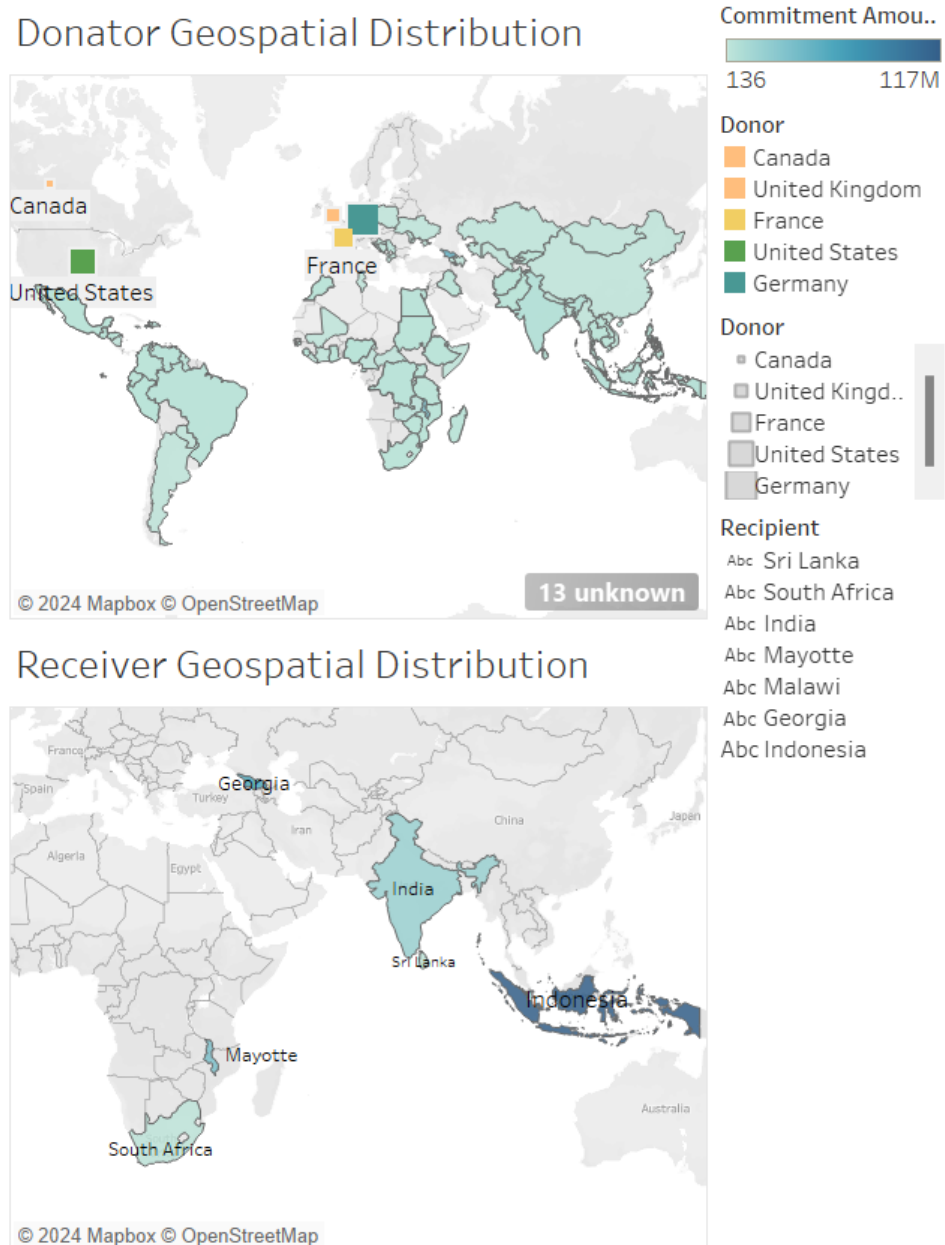 Donator Geospatial Distribution
Canada
United States
France
13 unknown
© 2024 Mapbox © OpenStreetMap
Receiver Geospatial Distribution
France
Spain
Georgia
Turkey
Iran
China
Japan
Algeria
Egypt
India
Sri Lanka
Indonesia
Mayotte
Australia
South Africa
© 2024 Mapbox © OpenStreetMap
Commitment Amou..
136 117M
Donor
Canada
United Kingdom
France
United States
Germany
Donor
Canada
United Kingd..
France
United States
Germany
Recipient
Abc Sri Lanka
Abc South Africa
Abc India
Abc Mayotte
Abc Malawi
Abc Georgia
Abc Indonesia